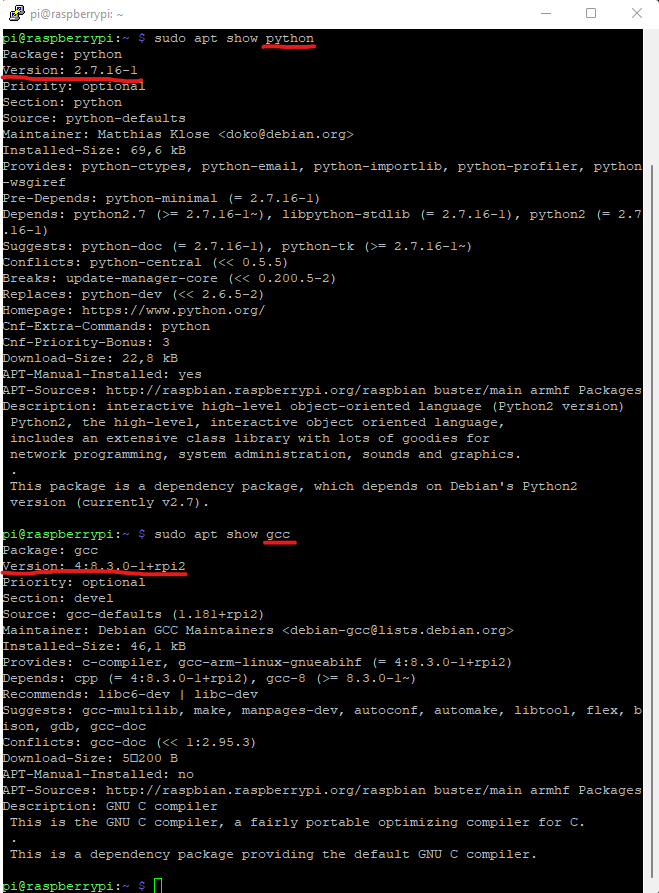 pi@raspberrypi: ~
pi@raspberrypi:~ $ sudo apt show python
Package: python
Version: 2.7.16-1
Priority: optional
Section: python
Source: python-defaults
Maintainer: Matthias Klose <doko@debian.org>
Installed-Size: 69,6 kB
Provides: python-ctypes, python-email, python-importlib, python-profiler, python
-wsgiref
Pre-Depends: python-minimal (= 2.7.16-1)
Depends: python2.7 (>= 2.7.16-1~), libpython-stdlib (= 2.7.16-1), python2 (= 2.7
.16-1)
Suggests: python-doc (= 2.7.16-1), python-tk (>= 2.7.16-1~)
Conflicts: python-central (<< 0.5.5)
Breaks: update-manager-core (<< 0.200.5-2)
Replaces: python-dev (<< 2.6.5-2)
Homepage: https://www.python.org/
Cnf-Extra-Commands: python
Cnf-Priority-Bonus: 3
Download-Size: 22,8 kB
APT-Manual-Installed: yes
APT-Sources: http://raspbian.raspberrypi.org/raspbian buster/main armhf Packages
Description: interactive high-level object-oriented language (Python2 version)
 Python2, the high-level, interactive object oriented language,
 includes an extensive class library with lots of goodies for
 network programming, system administration, sounds and graphics.
 .
 This package is a dependency package, which depends on Debian's Python2
 version (currently v2.7).
pi@raspberrypi:~ $ sudo apt show gcc
Package: gcc
Version: 4:8.3.0-1+rpi2
Priority: optional
Section: devel
Source: gcc-defaults (1.181+rpi2)
Maintainer: Debian GCC Maintainers <debian-gcc@lists.debian.org>
Installed-Size: 46,1 kB
Provides: c-compiler, gcc-arm-linux-gnueabihf (= 4:8.3.0-1+rpi2)
Depends: cpp (= 4:8.3.0-1+rpi2), gcc-8 (>= 8.3.0-1~)
Recommends: libc6-dev | libc-dev
Suggests: gcc-multilib, make, manpages-dev, autoconf, automake, libtool, flex, b
ison, gdb, gcc-doc
Conflicts: gcc-doc (<< 1:2.95.3)
Download-Size: 5□200 B
APT-Manual-Installed: no
APT-Sources: http://raspbian.raspberrypi.org/raspbian buster/main armhf Packages
Description: GNU C compiler
 This is the GNU C compiler, a fairly portable optimizing compiler for C.
 .
 This is a dependency package providing the default GNU C compiler.
pi@raspberrypi:~ $